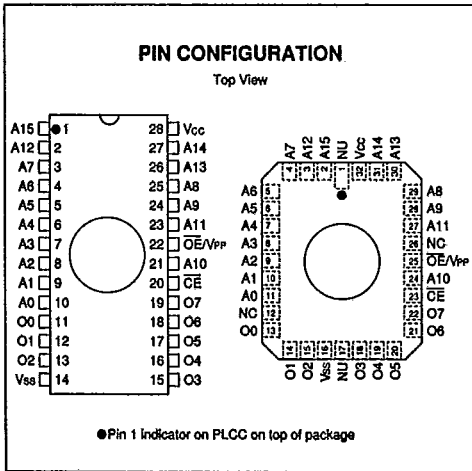 PIN CONFIGURATION
Top View
A15 1 28 Vcc
A12 2 27 A14
A7 3 26 A13
A6 4 25 A8
A5 5 24 A9
A4 6 23 A11
A3 7 22 OE/VPP
A2 8 21 A10
A1 9 20 CE
A0 10 19 O7
O0 11 18 O6
O1 12 17 O5
O2 13 16 O4
Vss 14 15 O3
A7 A12 A15 NU Vcc A14 A13
4 3 2 1 32 31 30
A6 5 29 A8
A5 6 28 A9
A4 7 27 A11
A3 8 26 NC
A2 9 25 OE/VPP
A1 10 24 A10
A0 11 23 CE
NC 12 22 O7
O0 13 21 O6
14 15 16 17 18 19 20
O1 O2 Vss NU O3 O4 O5
●Pin 1 indicator on PLCC on top of package